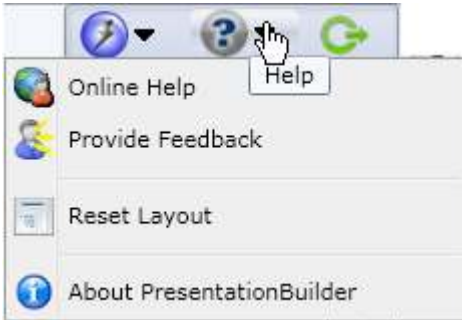 Help
Online Help
Provide Feedback
Reset Layout
About PresentationBuilder